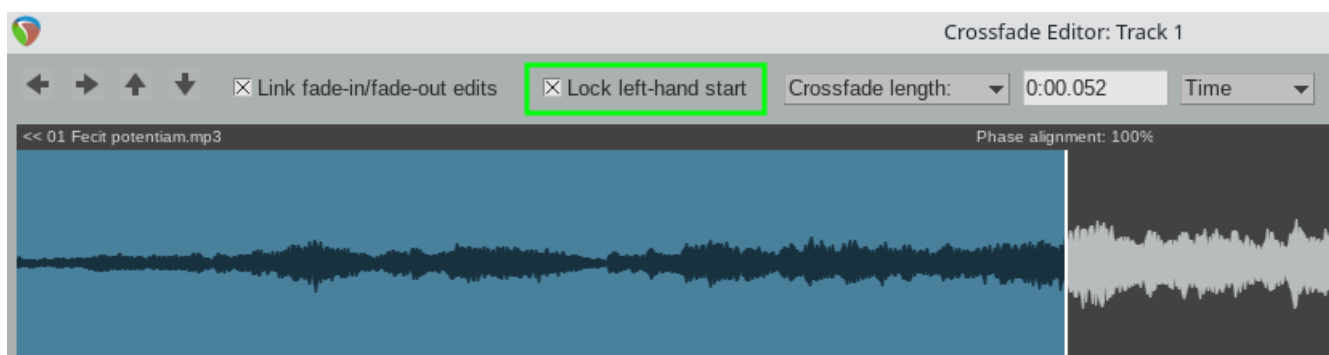 Crossfade Editor: Track 1
Link fade-in/fade-out edits Lock left-hand start Crossfade length: 0:00.052 Time
<< 01 Fecit potentiam.mp3 Phase alignment: 100%